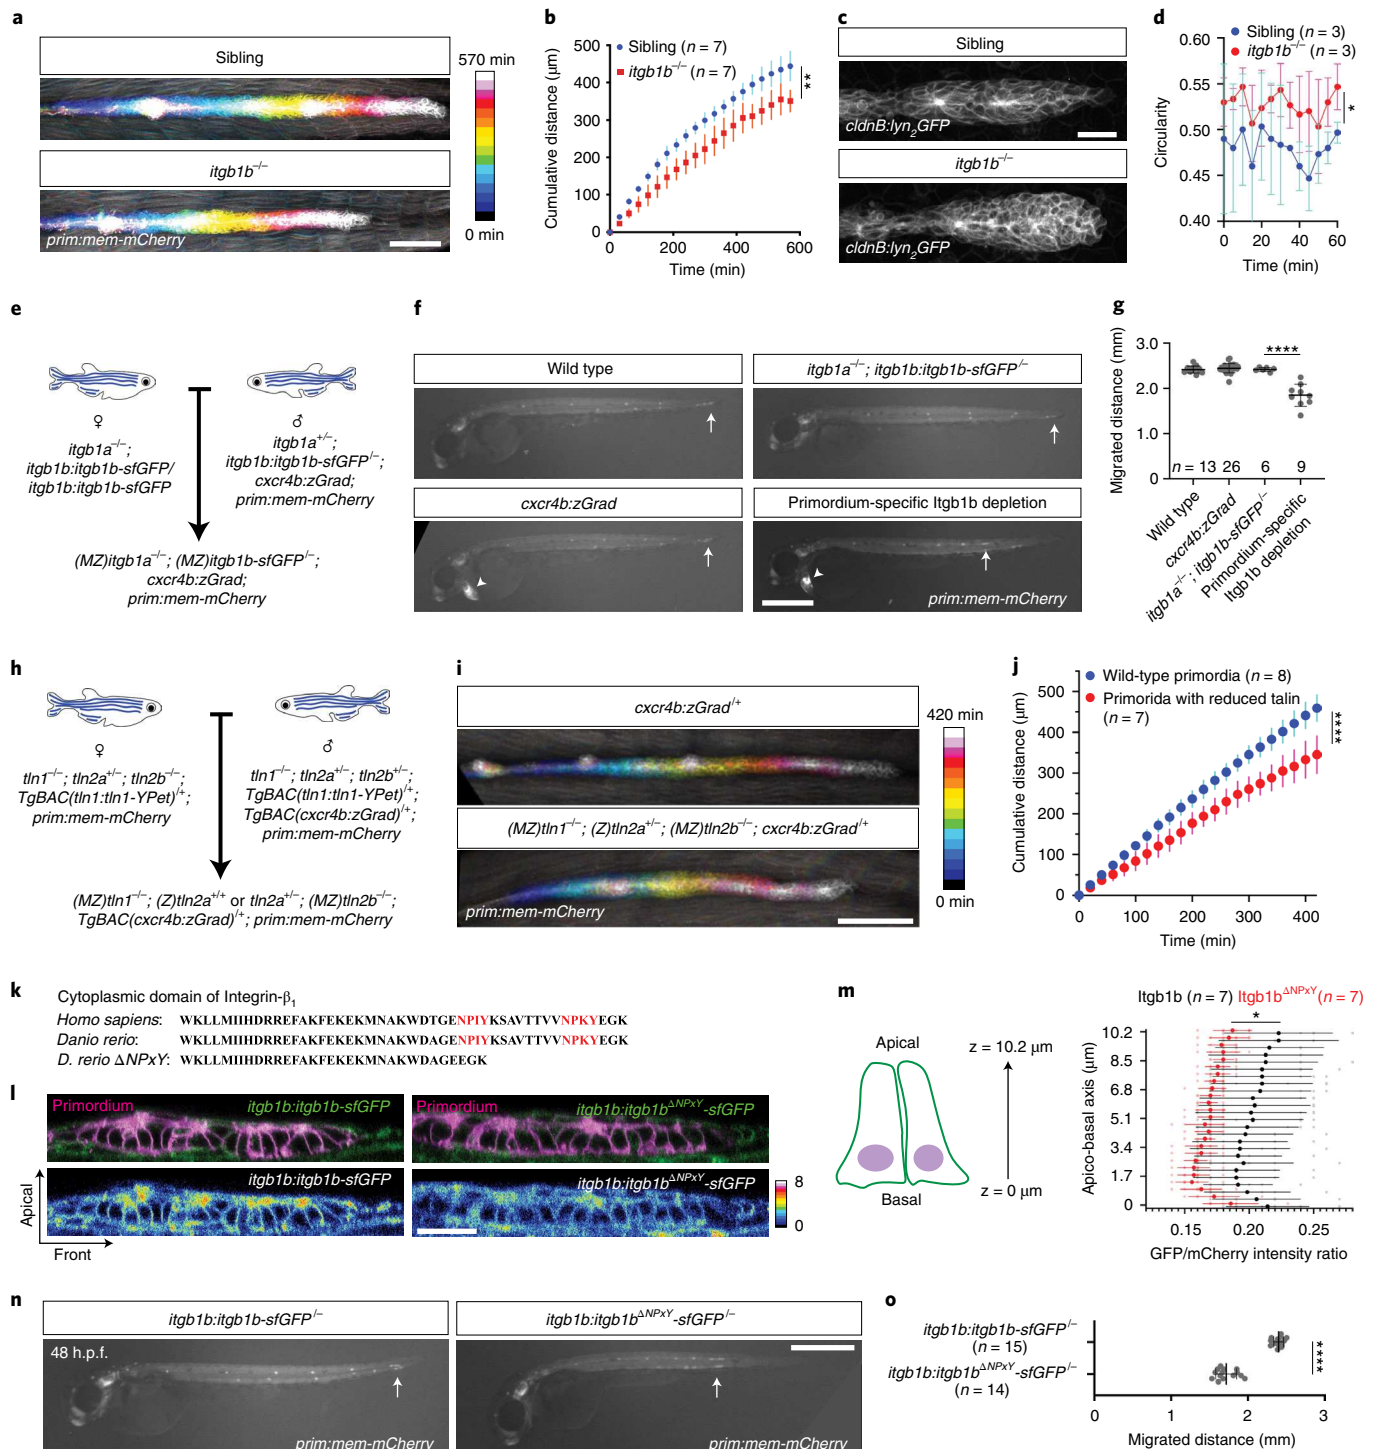 a
Sibling
itgb1b–/–
prim:mem-mCherry
570 min
0 min
b
Cumulative distance (µm)
500
400
300
200
100
0
Sibling (n = 7)
itgb1b–/– (n = 7)
**
0
200
400
600
Time (min)
c
Sibling
cldnB:lyn2GFP
itgb1b–/–
cldnB:lyn2GFP
d
Sibling (n = 3)
itgb1b–/– (n = 3)
Circularity
0.60
0.55
0.50
0.45
0.40
*
0
20
40
60
Time (min)
e
♀
itgb1a–/–;
itgb1b:itgb1b-sfGFP/
itgb1b:itgb1b-sfGFP
♂
itgb1a+/–;
itgb1b:itgb1b-sfGFP/–;
cxcr4b:zGrad;
prim:mem-mCherry
(MZ)itgb1a–/–; (MZ)itgb1b-sfGFP/–;
cxcr4b:zGrad;
prim:mem-mCherry
f
Wild type
itgb1a–/–; itgb1b:itgb1b-sfGFP/–
cxcr4b:zGrad
Primordium-specific Itgb1b depletion
prim:mem-mCherry
g
Migrated distance (mm)
3.0
2.0
1.0
0
****
n = 13
26
6
9
Wild type
cxcr4b:zGrad
itgb1a–/–; itgb1b-sfGFP/–
Primordium-specific
Itgb1b depletion
h
♀
tln1–/–; tln2a+/–; tln2b–/–;
TgBAC(tln1:tln1-YPet)/+;
prim:mem-mCherry
♂
tln1–/–; tln2a+/–; tln2b+/–;
TgBAC(tln1:tln1-YPet)/+;
TgBAC(cxcr4b:zGrad)/+;
prim:mem-mCherry
(MZ)tln1–/–; (Z)tln2a+/+ or tln2a+/–; (MZ)tln2b–/–;
TgBAC(cxcr4b:zGrad)/+; prim:mem-mCherry
i
cxcr4b:zGrad/+
(MZ)tln1–/–; (Z)tln2a+/–; (MZ)tln2b–/–; cxcr4b:zGrad/+
prim:mem-mCherry
420 min
0 min
j
Wild-type primordia (n = 8)
Primorida with reduced talin
(n = 7)
Cumulative distance (µm)
500
400
300
200
100
0
****
0
100
200
300
400
Time (min)
k
Cytoplasmic domain of Integrin-β1
Homo sapiens: WKLLMIIHDRREFAKFEKEKMNAKWDTGENPIYKSAVTTVVNPKYEGK
Danio rerio: WKLLMIIHDRREFAKFEKEKMNAKWDAGENPIYKSAVTTVVNPKYEGK
D. rerio ΔNPxY: WKLLMIIHDRREFAKFEKEKMNAKWDAGEEGK
l
Primordium
itgb1b:itgb1b-sfGFP
Primordium
itgb1b:itgb1bΔNPxY-sfGFP
itgb1b:itgb1b-sfGFP
itgb1b:itgb1bΔNPxY-sfGFP
8
0
Apical
Front
m
Apical
Basal
z = 10.2 µm
z = 0 µm
Itgb1b (n = 7) Itgb1bΔNPxY(n = 7)
*
Apico-basal axis (µm)
10.2
8.5
6.8
5.1
3.4
1.7
0
0.15
0.20
0.25
GFP/mCherry intensity ratio
n
itgb1b:itgb1b-sfGFP/–
itgb1b:itgb1bΔNPxY-sfGFP/–
48 h.p.f.
prim:mem-mCherry
prim:mem-mCherry
o
itgb1b:itgb1b-sfGFP/–
(n = 15)
itgb1b:itgb1bΔNPxY-sfGFP/–
(n = 14)
****
0
1
2
3
Migrated distance (mm)